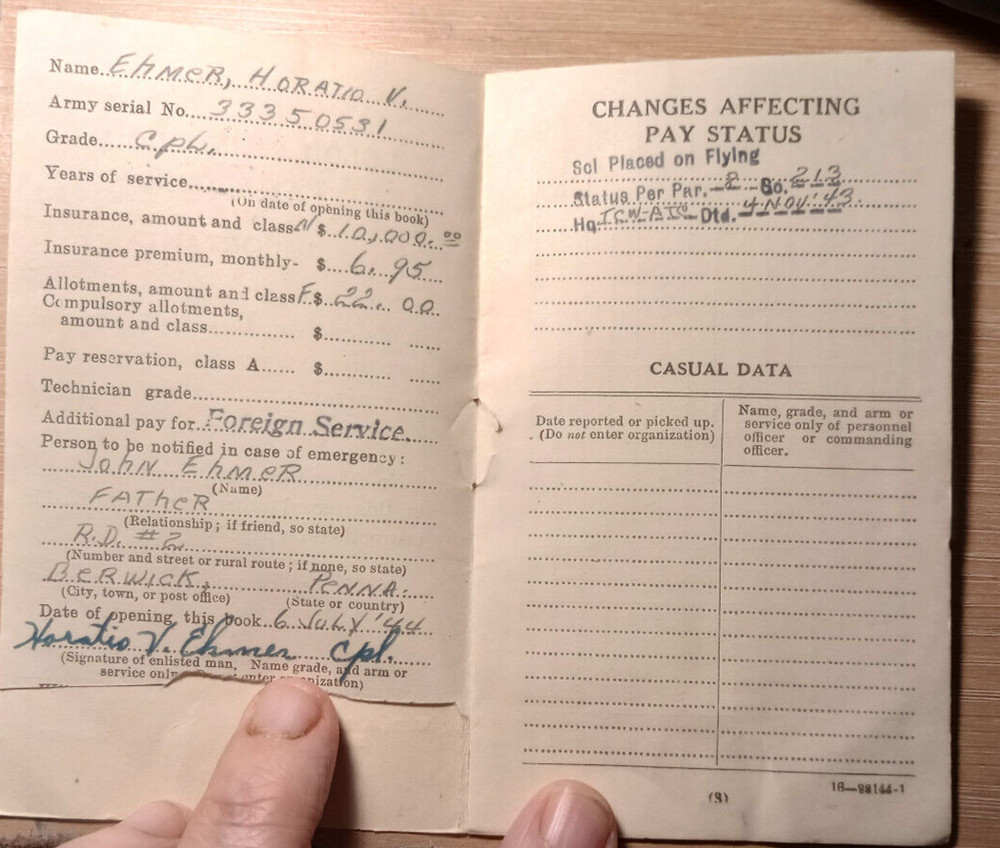 Name EHMER, HORATIO V.
Army serial No. 33350531
Grade Cpl.
Years of service
(On date of opening this book)
Insurance, amount and class N $ 10,000.00
Insurance premium, monthly- $ 6.95
Allotments, amount and class F. $ 22.00
Compulsory allotments,
amount and class $
Pay reservation, class A $
Technician grade
Additional pay for Foreign Service
Person to be notified in case of emergency:
JOHN EHMER
(Name)
FATHER
(Relationship; if friend, so state)
R.D. #2
(Number and street or rural route; if none, so state)
BERWICK, PENNA.
(City, town, or post office) (State or country)
Date of opening, this book 6 July '44
Horatio V. Ehmer Cpl.
(Signature of enlisted man, Name grade, and arm or
service only enter
CHANGES AFFECTING
PAY STATUS
Sol Placed on Flying
Status Per Par. 2 So. 213
Hq Dtd. 4 NOV '43
CASUAL DATA
Date reported or picked up.
(Do not enter organization)
Name, grade, and arm or
service only of personnel
officer or commanding
officer.
(3)
16—98144-1